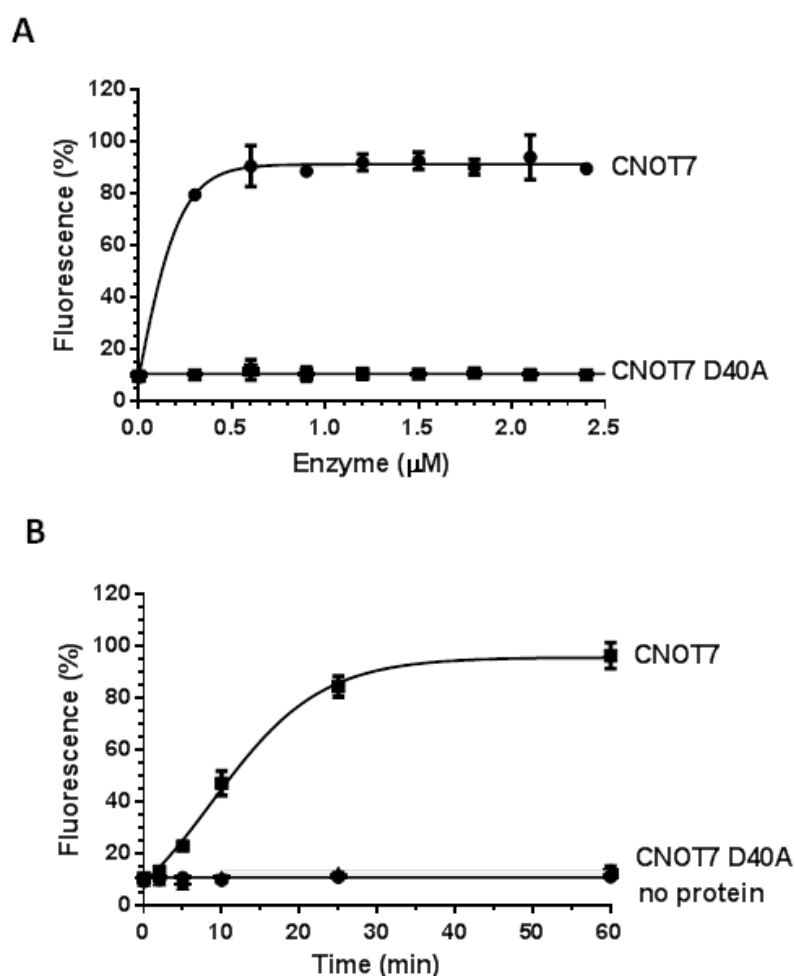 A
120
100
80
60
40
20
0
Fluorescence (%)
CNOT7
CNOT7 D40A
0.0 0.5 1.0 1.5 2.0 2.5
Enzyme (μM)
B
120
100
80
60
40
20
0
Fluorescence (%)
CNOT7
CNOT7 D40A
no protein
0 10 20 30 40 50 60
Time (min)